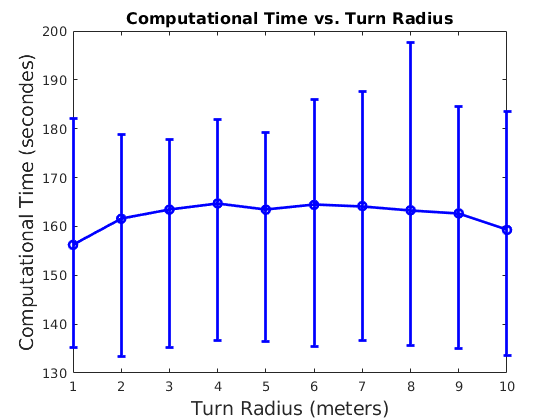 Computational Time vs. Turn Radius
200
190
180
170
160
150
140
130
Computational Time (secondes)
1 2 3 4 5 6 7 8 9 10
Turn Radius (meters)